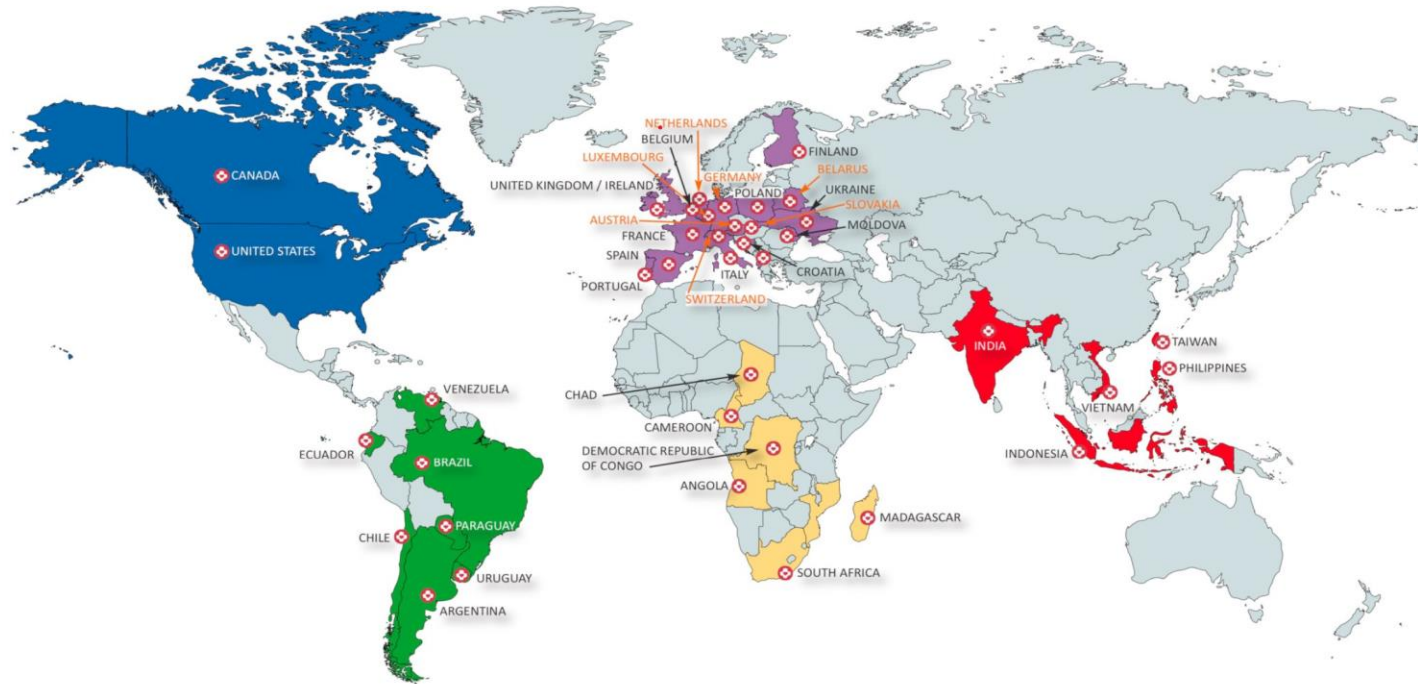 CANADA
UNITED STATES
NETHERLANDS
BELGIUM
LUXEMBOURG
GERMANY
FINLAND
BELARUS
UNITED KINGDOM / IRELAND
POLAND
UKRAINE
SLOVAKIA
AUSTRIA
FRANCE
MOLDOVA
SPAIN
ITALY
CROATIA
PORTUGAL
SWITZERLAND
INDIA
TAIWAN
PHILIPPINES
VIETNAM
INDONESIA
CHAD
CAMEROON
DEMOCRATIC REPUBLIC
OF CONGO
ANGOLA
MADAGASCAR
SOUTH AFRICA
VENEZUELA
ECUADOR
BRAZIL
PARAGUAY
CHILE
URUGUAY
ARGENTINA